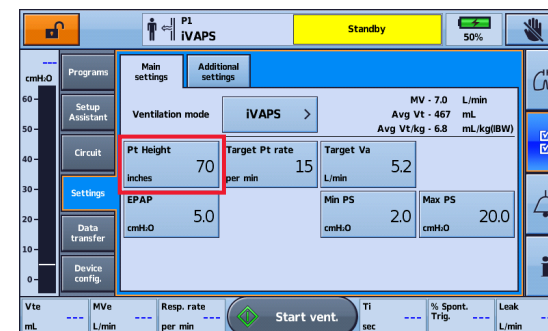 P1
iVAPS
Standby
50%
---
cmH₂O
60
50
40
30
20
10
0
Programs
Setup
Assistant
Circuit
Settings
Data
transfer
Device
config.
Main
settings
Additional
settings
Ventilation mode
iVAPS >
MV - 7.0 L/min
Avg Vt - 467 mL
Avg Vt/kg - 6.8 mL/kg(IBW)
Pt Height
70
inches
Target Pt rate
15
per min
Target Va
5.2
L/min
EPAP
5.0
cmH₂O
Min PS
2.0
cmH₂O
Max PS
20.0
cmH₂O
Vte
---
mL
MVe
---
L/min
Resp. rate
---
per min
Start vent.
Ti
---
sec
% Spont.
Trig. ---
Leak
L/min